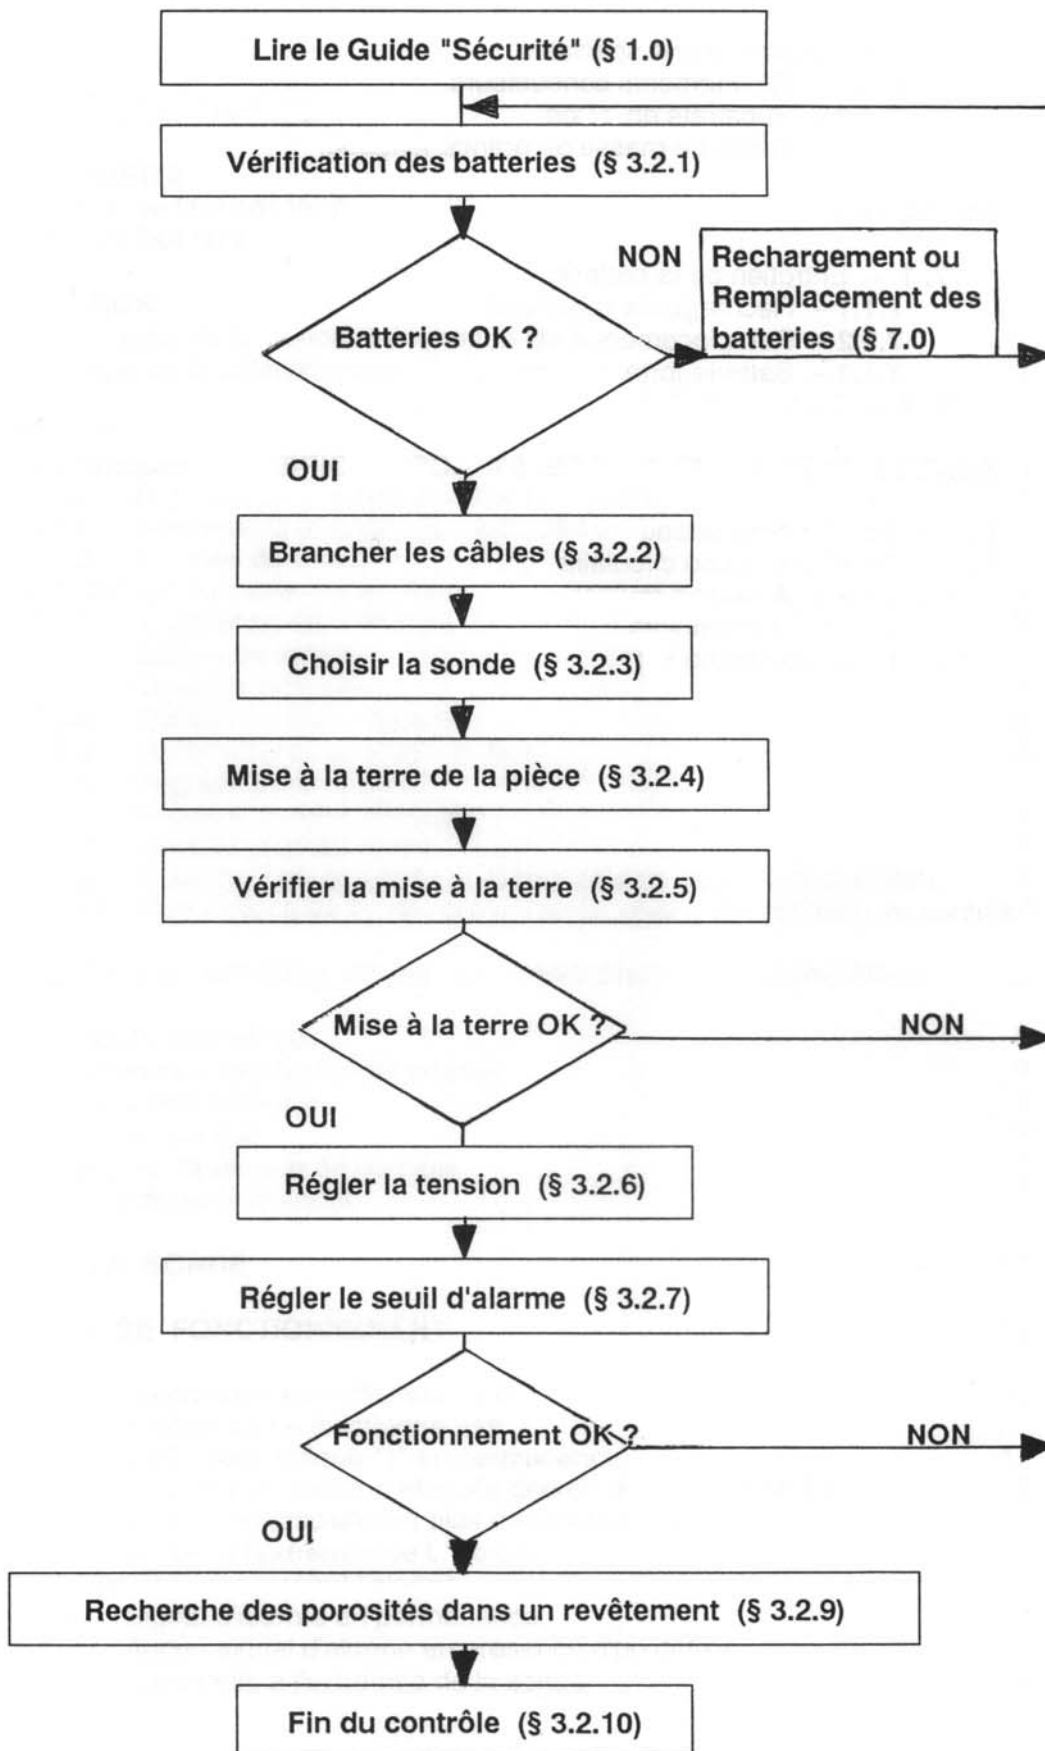 Lire le Guide "Sécurité" (§ 1.0)
Vérification des batteries (§ 3.2.1)
NON
Rechargement ou
Remplacement des
batteries (§ 7.0)
Batteries OK ?
OUI
Brancher les câbles (§ 3.2.2)
Choisir la sonde (§ 3.2.3)
Mise à la terre de la pièce (§ 3.2.4)
Vérifier la mise à la terre (§ 3.2.5)
Mise à la terre OK ?
NON
OUI
Régler la tension (§ 3.2.6)
Régler le seuil d'alarme (§ 3.2.7)
Fonctionnement OK ?
NON
OUI
Recherche des porosités dans un revêtement (§ 3.2.9)
Fin du contrôle (§ 3.2.10)